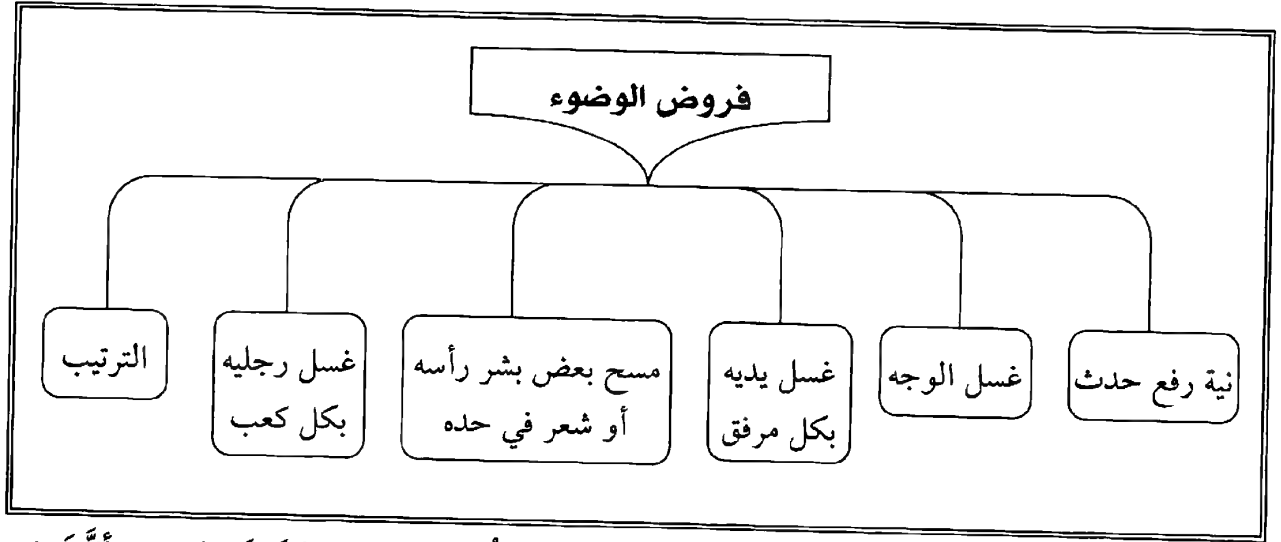 فروض الوضوء
نية رفع حدث
غسل الوجه
غسل يديه
بكل مرفق
مسح بعض بشر رأسه
أو شعر في حده
غسل رجليه
بكل كعب
الترتيب